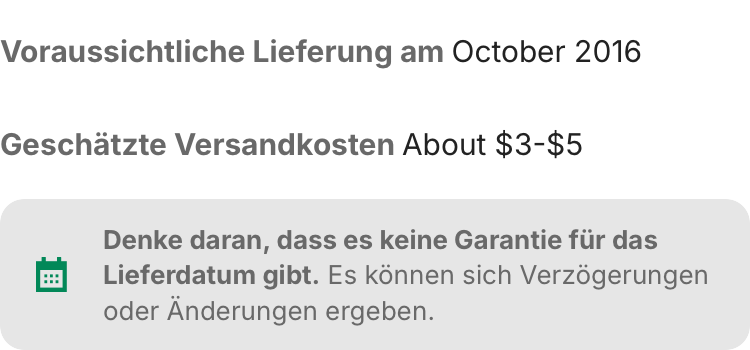 Voraussichtliche Lieferung am October 2016
Geschätzte Versandkosten About $3-$5
Denke daran, dass es keine Garantie für das
Lieferdatum gibt. Es können sich Verzögerungen
oder Änderungen ergeben.